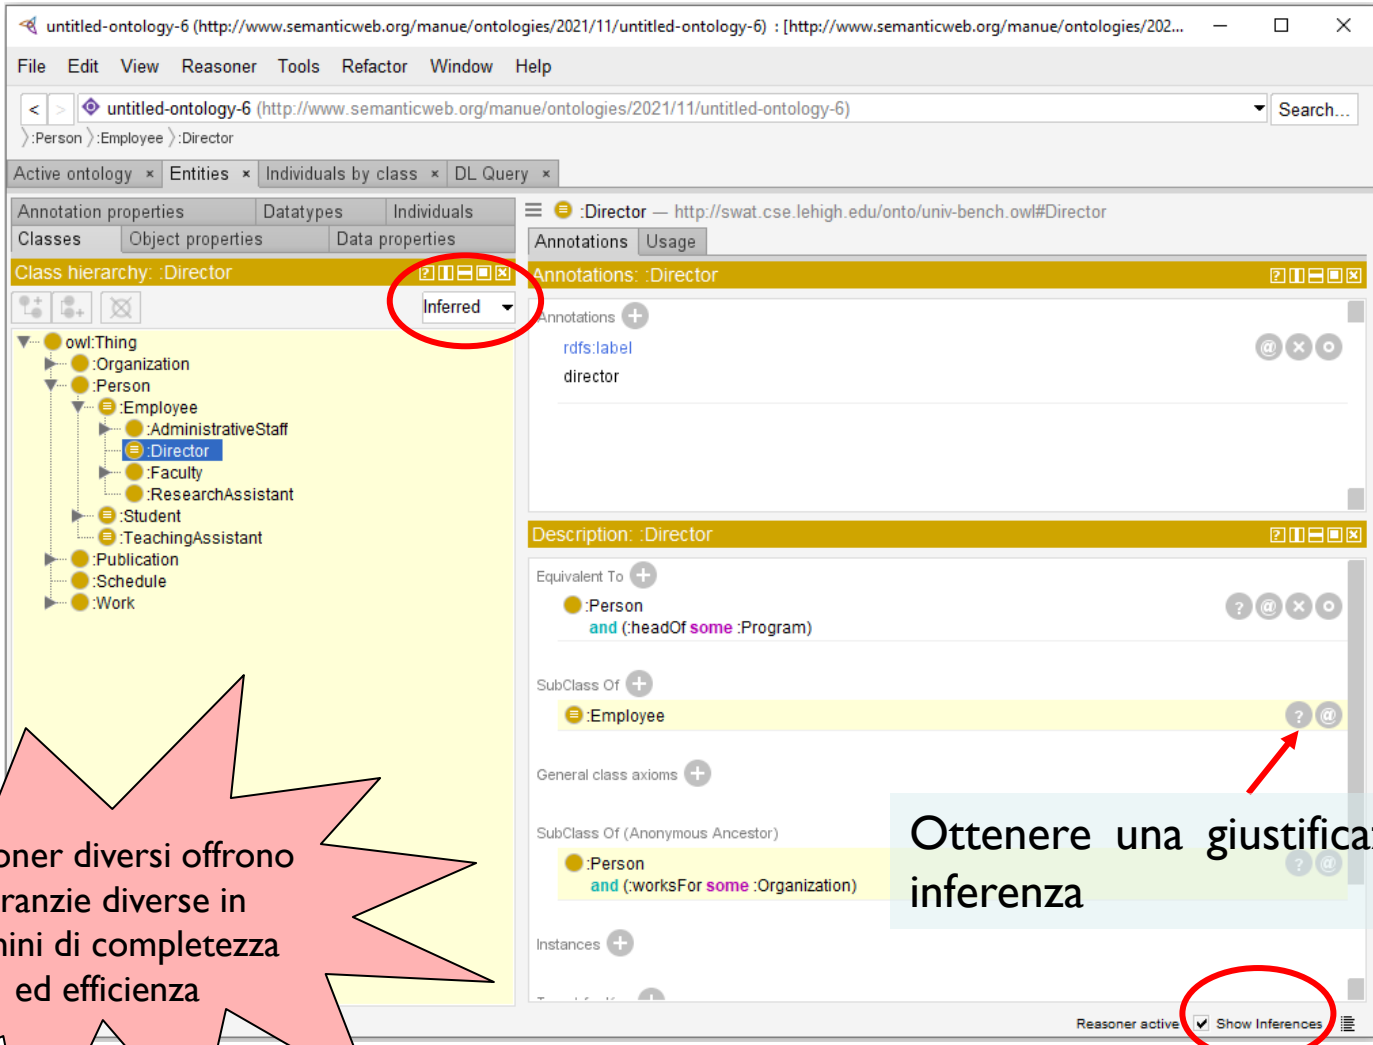 untitled-ontology-6 (http://www.semanticweb.org/manue/ontologies/2021/11/untitled-ontology-6) : [http://www.semanticweb.org/manue/ontologies/202...
File Edit View Reasoner Tools Refactor Window Help
< > untitled-ontology-6 (http://www.semanticweb.org/manue/ontologies/2021/11/untitled-ontology-6) Search...
:Person :Employee :Director
Active ontology × Entities × Individuals by class × DL Query ×
Annotation properties Datatypes Individuals
Classes Object properties Data properties
Class hierarchy: :Director
Inferred
owl:Thing
:Organization
:Person
:Employee
:AdministrativeStaff
:Director
:Faculty
:ResearchAssistant
:Student
:TeachingAssistant
:Publication
:Schedule
:Work
:Director — http://swat.cse.lehigh.edu/onto/univ-bench.owl#Director
Annotations Usage
Annotations: :Director
Annotations
rdfs:label
director
Description: :Director
Equivalent To
:Person
and (:headOf some :Program)
SubClass Of
:Employee
General class axioms
SubClass Of (Anonymous Ancestor)
:Person
and (:worksFor some :Organization)
Instances
Ottenere una giustifica
inferenza
oner diversi offrono
ranzie diverse in
ini di completezza
ed efficienza
Reasoner active Show Inferences